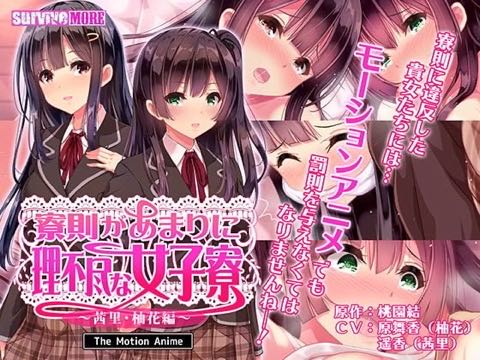 survive MORE
寮則に違反した
貴女たちには…
モーションアニメでも
罰則を与えなくては
なりませんね――!
寮則があまりに
理不尽な女子寮
~茜里・柚花編~
The Motion Anime
原作:桃園結
CV:原舞香(柚花)
遥香(茜里)